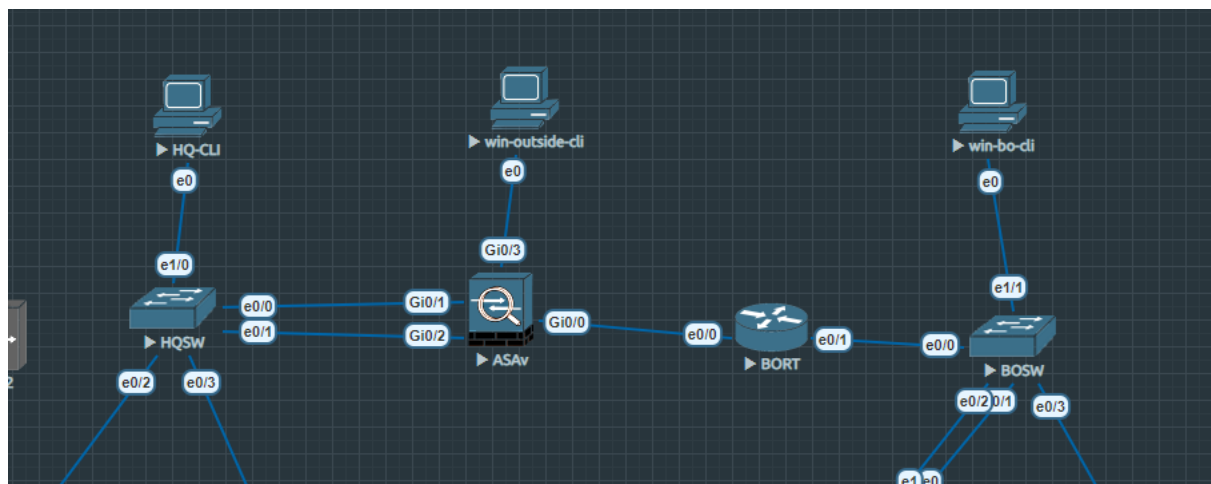 HQ-CLI
win-outside-cli
win-bo-cli
e0
e0
e0
Gi0/3
e1/0
e1/1
e0/0
Gi0/1
Gi0/0
e0/0
e0/1
e0/0
e0/1
Gi0/2
HQSW
ASAv
BORT
BOSW
2
e0/2
e0/3
e0/2
0/1
e0/3
e1
e0